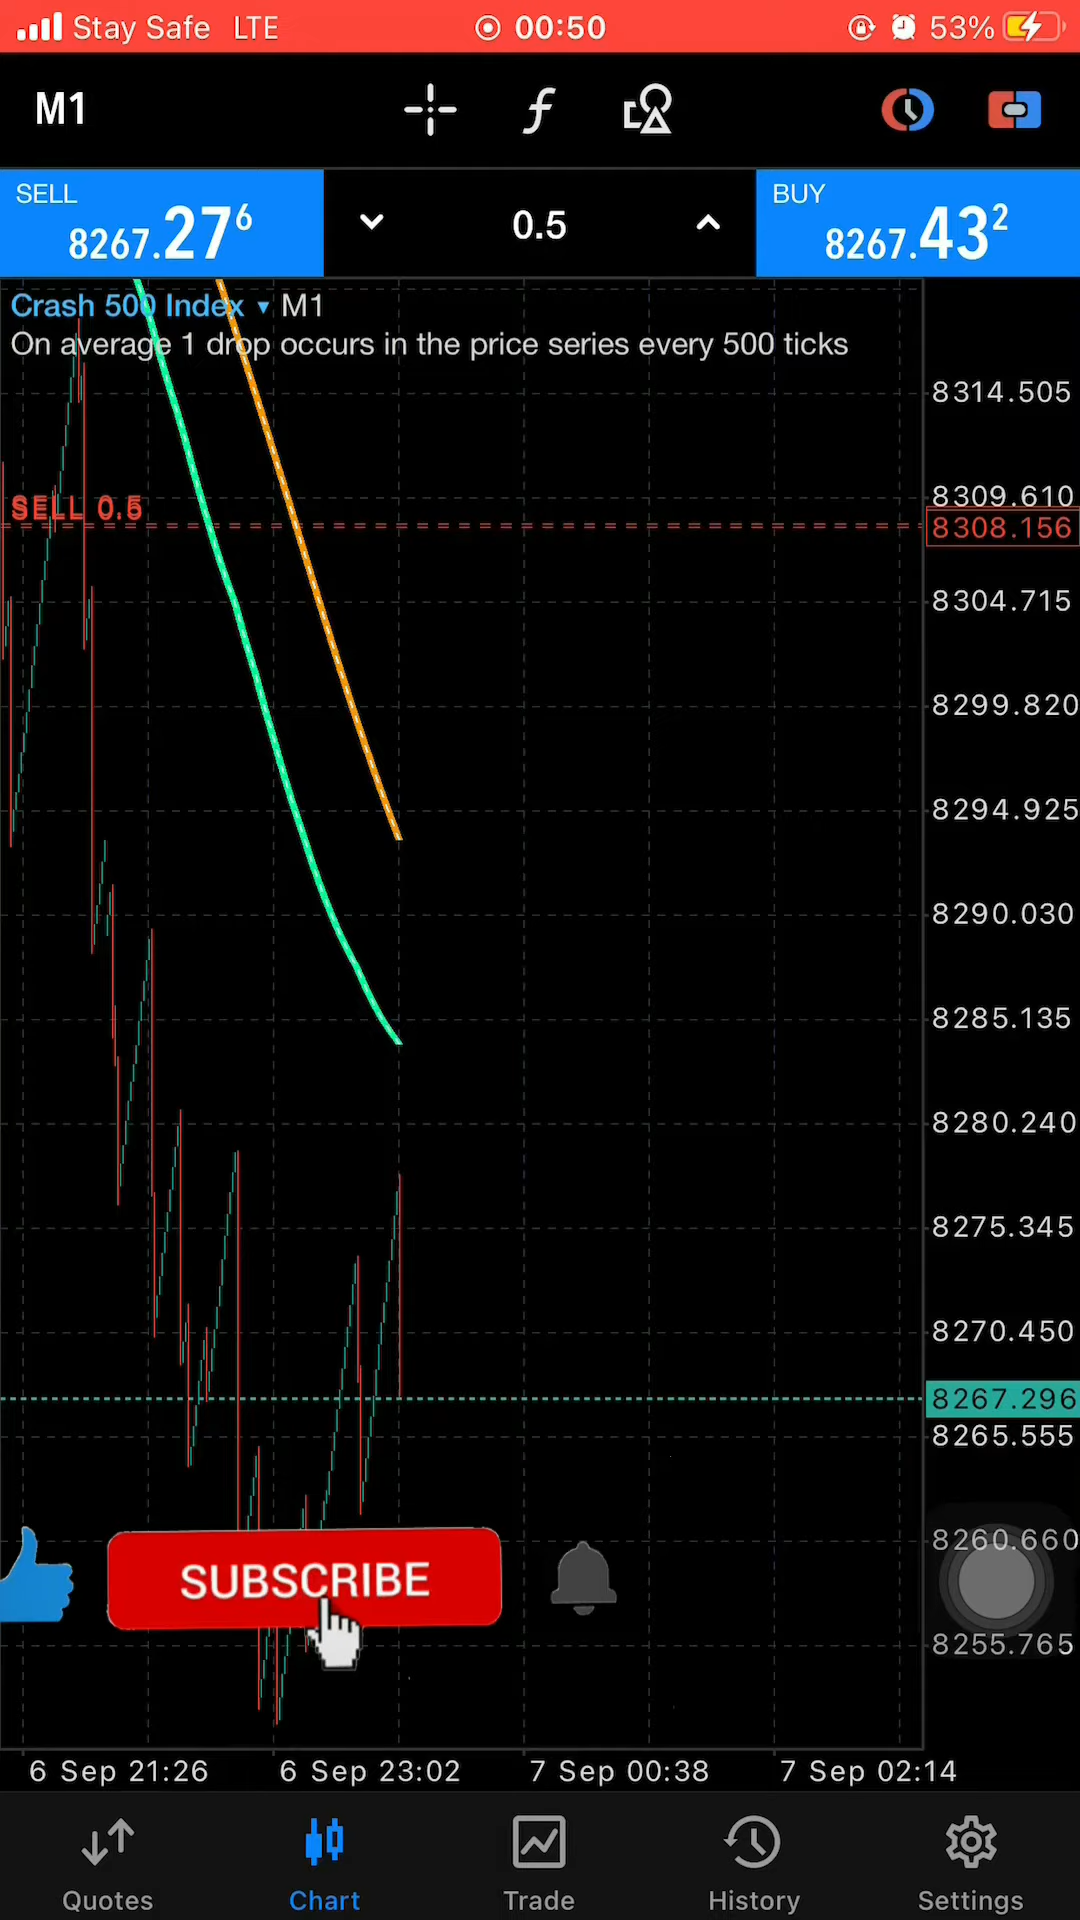 Stay Safe LTE 00:50 53%
M1
SELL
8267.27⁶
0.5
BUY
8267.43²
Crash 500 Index ▾ M1
On average 1 drop occurs in the price series every 500 ticks
8314.505
8309.610
SELL 0.5
8308.156
8304.715
8299.820
8294.925
8290.030
8285.135
8280.240
8275.345
8270.450
8267.296
8265.555
8260.660
SUBSCRIBE
8255.765
6 Sep 21:26 6 Sep 23:02 7 Sep 00:38 7 Sep 02:14
Quotes Chart Trade History Settings